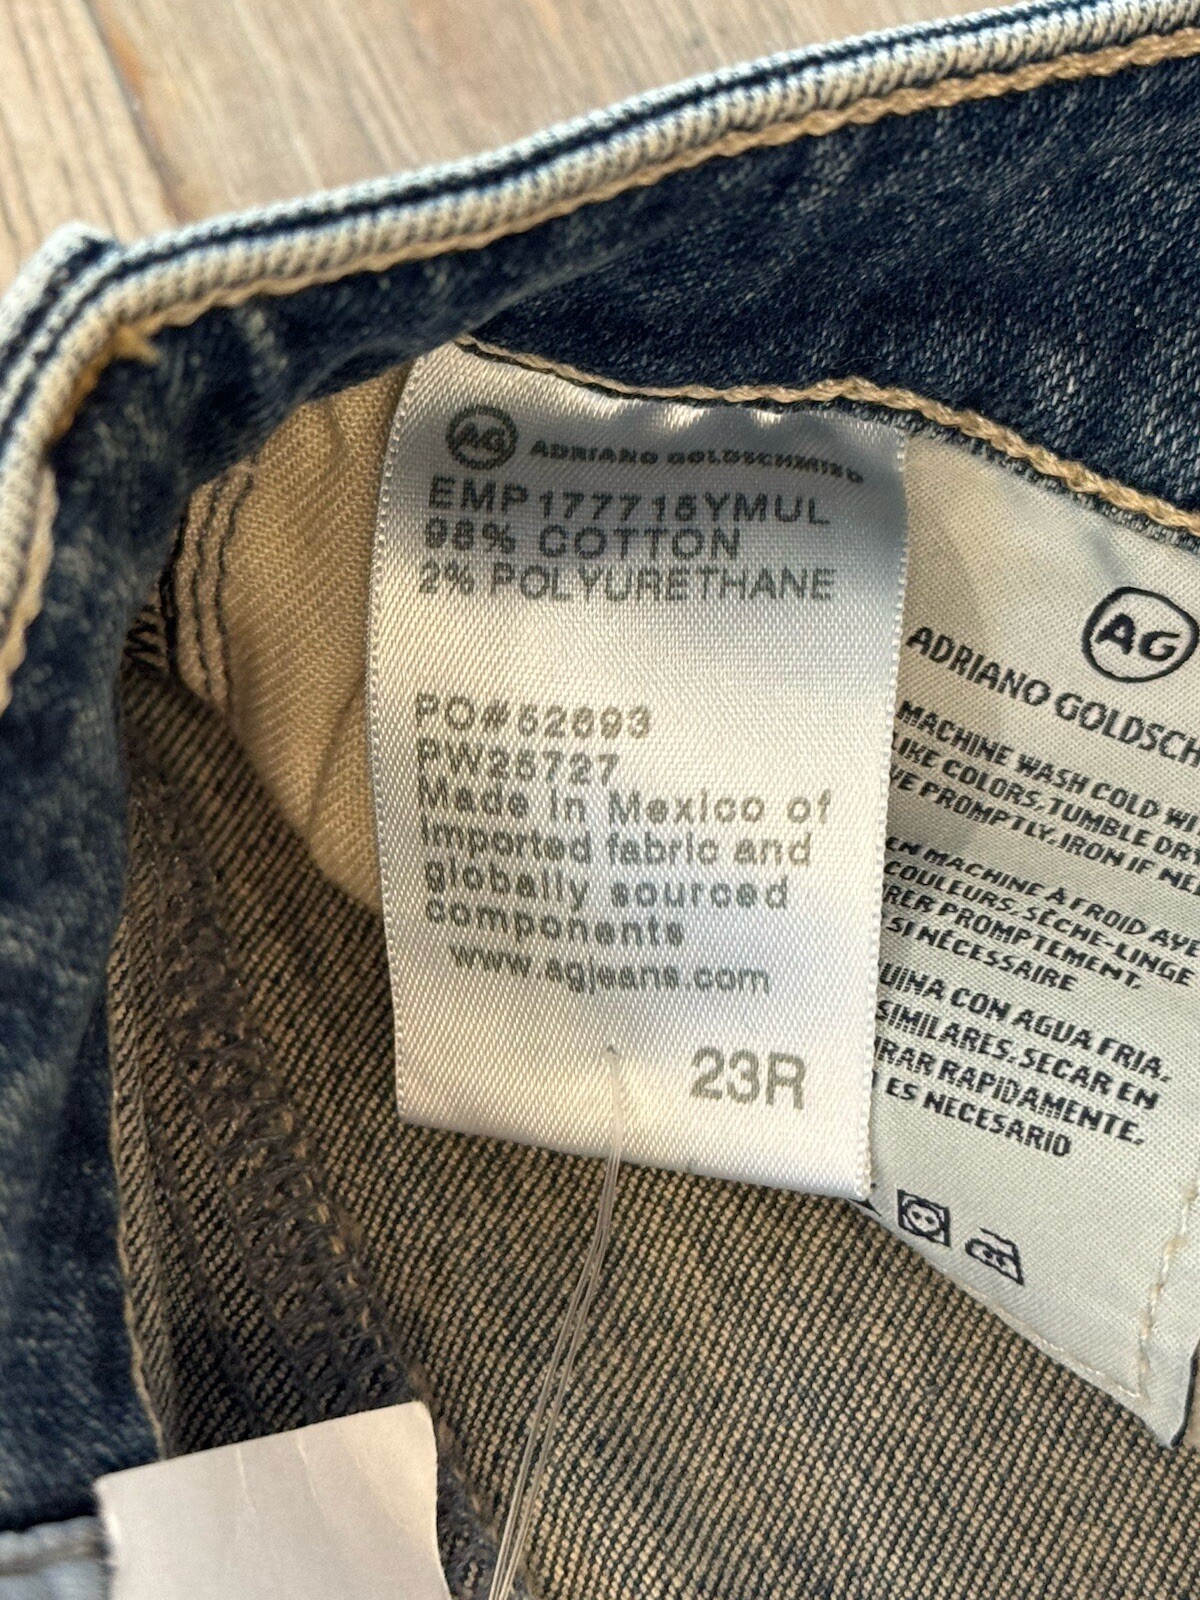 AG ADRIANO GOLDSCHMIED
EMP177715YMUL
98% COTTON
2% POLYURETHANE
PO#52693
PW25727
Made in Mexico of
imported fabric and
globally sourced
components
www.agjeans.com
23R
AG
ADRIANO GOLDSCH
MACHINE WASH COLD WI
LIKE COLORS, TUMBLE DRY
VE PROMPTLY, IRON IF NE
EN MACHINE À FROID AVE
COULEURS, SÈCHE-LINGE
RER PROMPTEMENT,
SI NÉCESSAIRE
UINA CON AGUA FRIA,
SIMILARES, SECAR EN
RAR RAPIDAMENTE,
ES NECESARIO